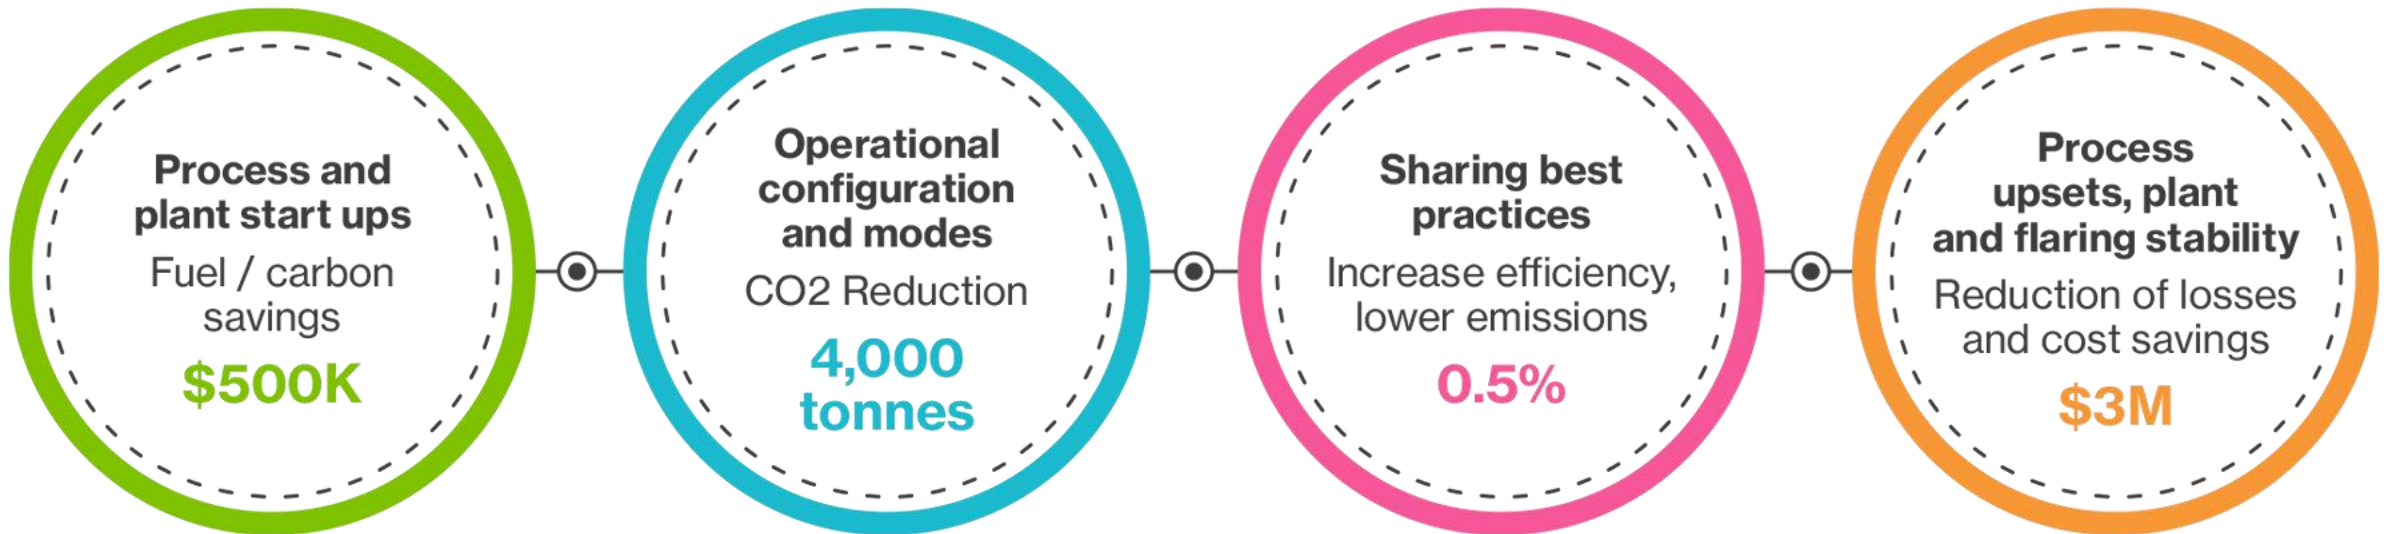 Process and
plant start ups
Fuel / carbon
savings
$500K
Operational
configuration
and modes
CO2 Reduction
4,000
tonnes
Sharing best
practices
Increase efficiency,
lower emissions
0.5%
Process
upsets, plant
and flaring stability
Reduction of losses
and cost savings
$3M